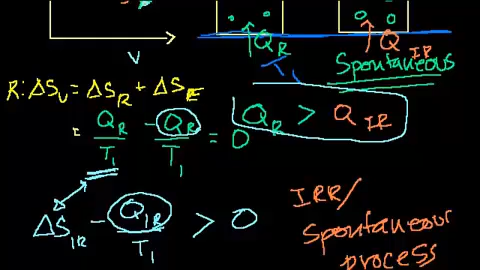 V
Q_R
Q_IR
T_1
Spontaneous
R: ΔS_U = ΔS_R + ΔS_E
= Q_R/T_1 - Q_R/T_1 = 0
Q_R > Q_IR
ΔS_IR - Q_IR/T_1 > 0
IRR/
Spontaneous
process